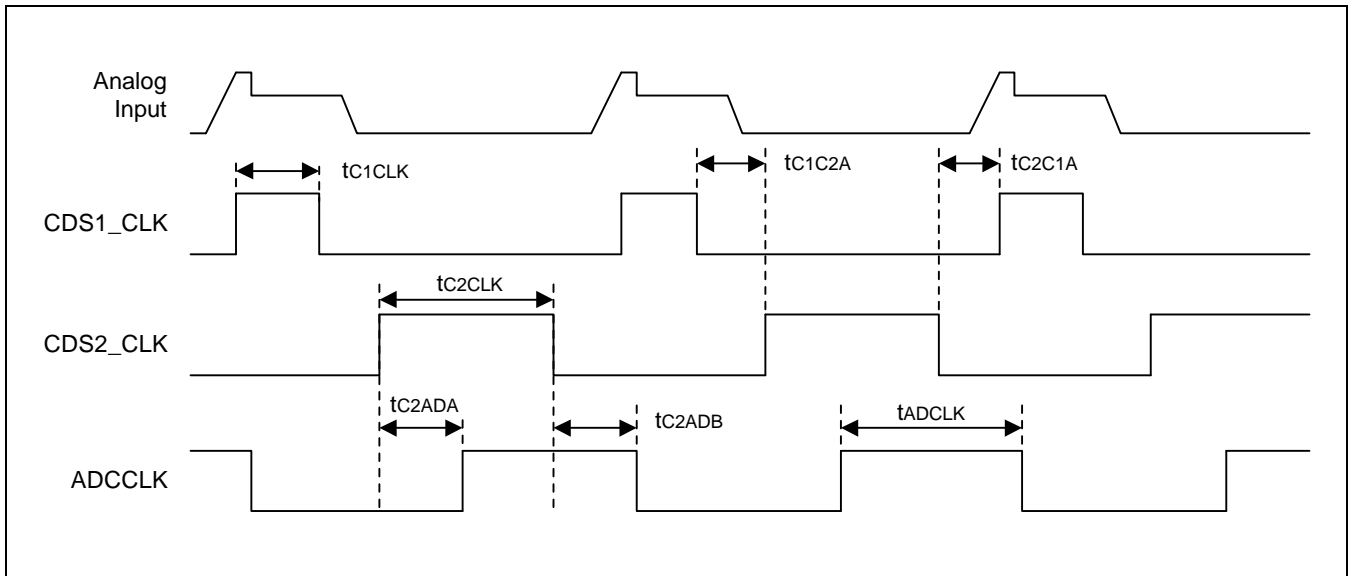 Analog
Input
tC1CLK
tC1C2A
tC2C1A
CDS1_CLK
tC2CLK
CDS2_CLK
tC2ADA
tC2ADB
tADCLK
ADCCLK